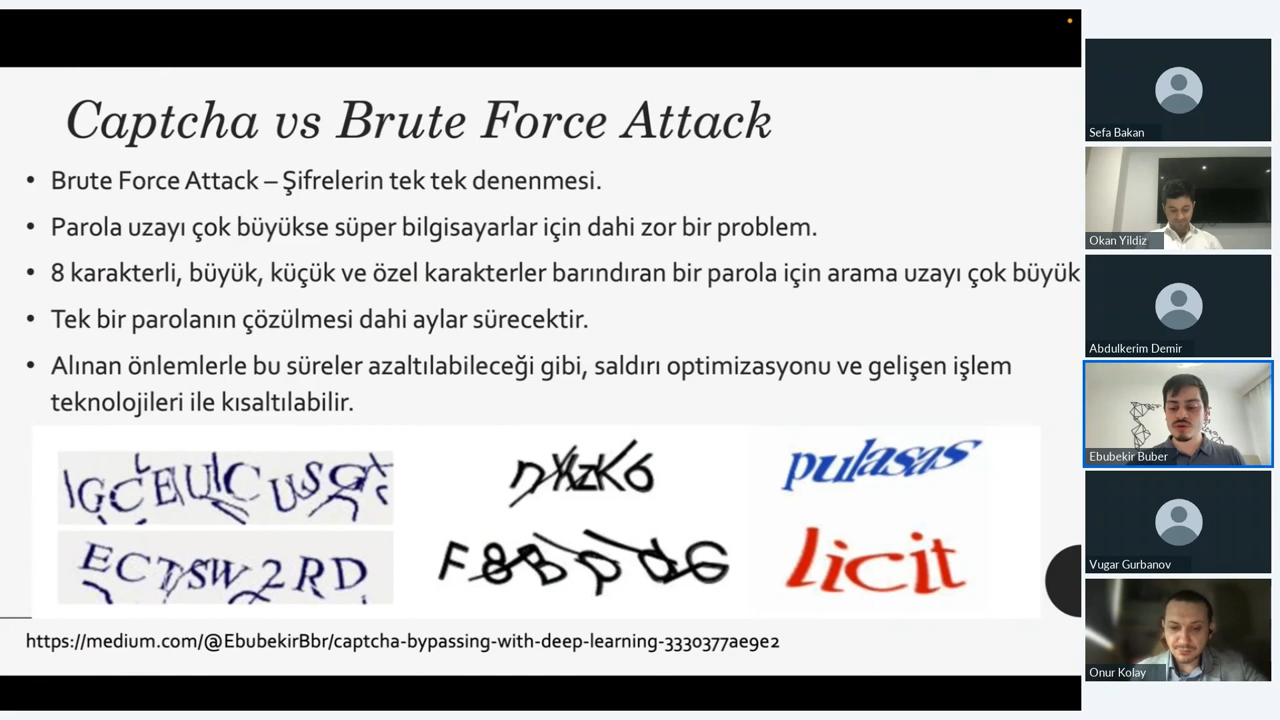 Captcha vs Brute Force Attack
• Brute Force Attack – Şifrelerin tek tek denenmesi.
• Parola uzayı çok büyükse süper bilgisayarlar için dahi zor bir problem.
• 8 karakterli, büyük, küçük ve özel karakterler barındıran bir parola için arama uzayı çok büyük
• Tek bir parolanın çözülmesi dahi aylar sürecektir.
• Alınan önlemlerle bu süreler azaltılabileceği gibi, saldırı optimizasyonu ve gelişen işlem
teknolojileri ile kısaltılabilir.
pulasas
ECTSW2RD
licit
https://medium.com/@EbubekirBbr/captcha-bypassing-with-deep-learning-3330377ae9e2
Sefa Bakan
Okan Yildiz
Abdulkerim Demir
Ebubekir Buber
Vugar Gurbanov
Onur Kolay